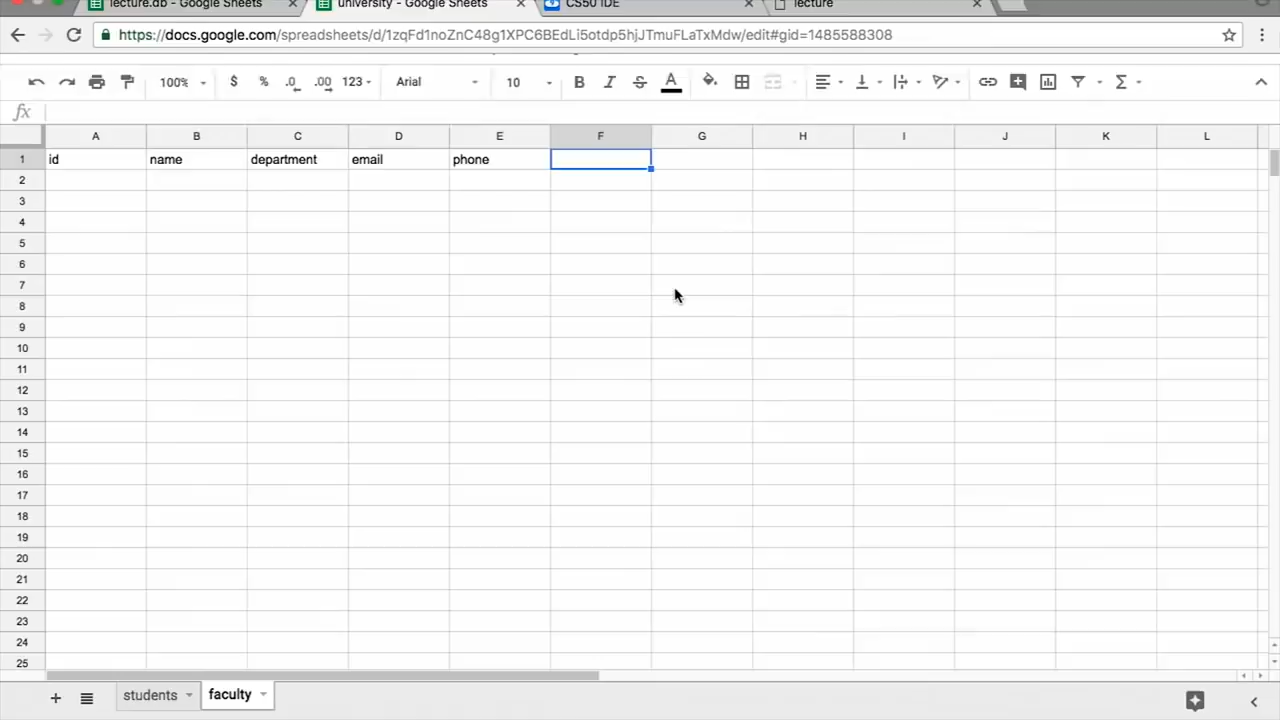 lecture.db - Google Sheets
university - Google Sheets
CS50 IDE
lecture
https://docs.google.com/spreadsheets/d/1zqFd1noZnC48g1XPC6BEdLi5otdp5hjJTmuFLaTxMdw/edit#gid=1485588308
100% $ % .0 .00 123 Arial 10 B I S A Σ
fx
A B C D E F G H I J K L
1 id name department email phone
2
3
4
5
6
7
8
9
10
11
12
13
14
15
16
17
18
19
20
21
22
23
24
25
+ students faculty